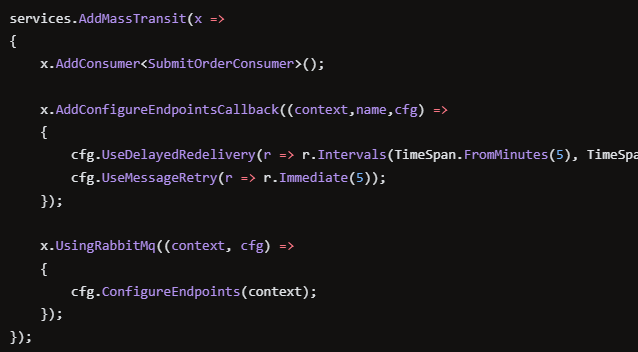 services.AddMassTransit(x =>
{
    x.AddConsumer<SubmitOrderConsumer>();
    x.AddConfigureEndpointsCallback((context,name,cfg) =>
    {
        cfg.UseDelayedRedelivery(r => r.Intervals(TimeSpan.FromMinutes(5), TimeSpa
        cfg.UseMessageRetry(r => r.Immediate(5));
    });
    x.UsingRabbitMq((context, cfg) =>
    {
        cfg.ConfigureEndpoints(context);
    });
});